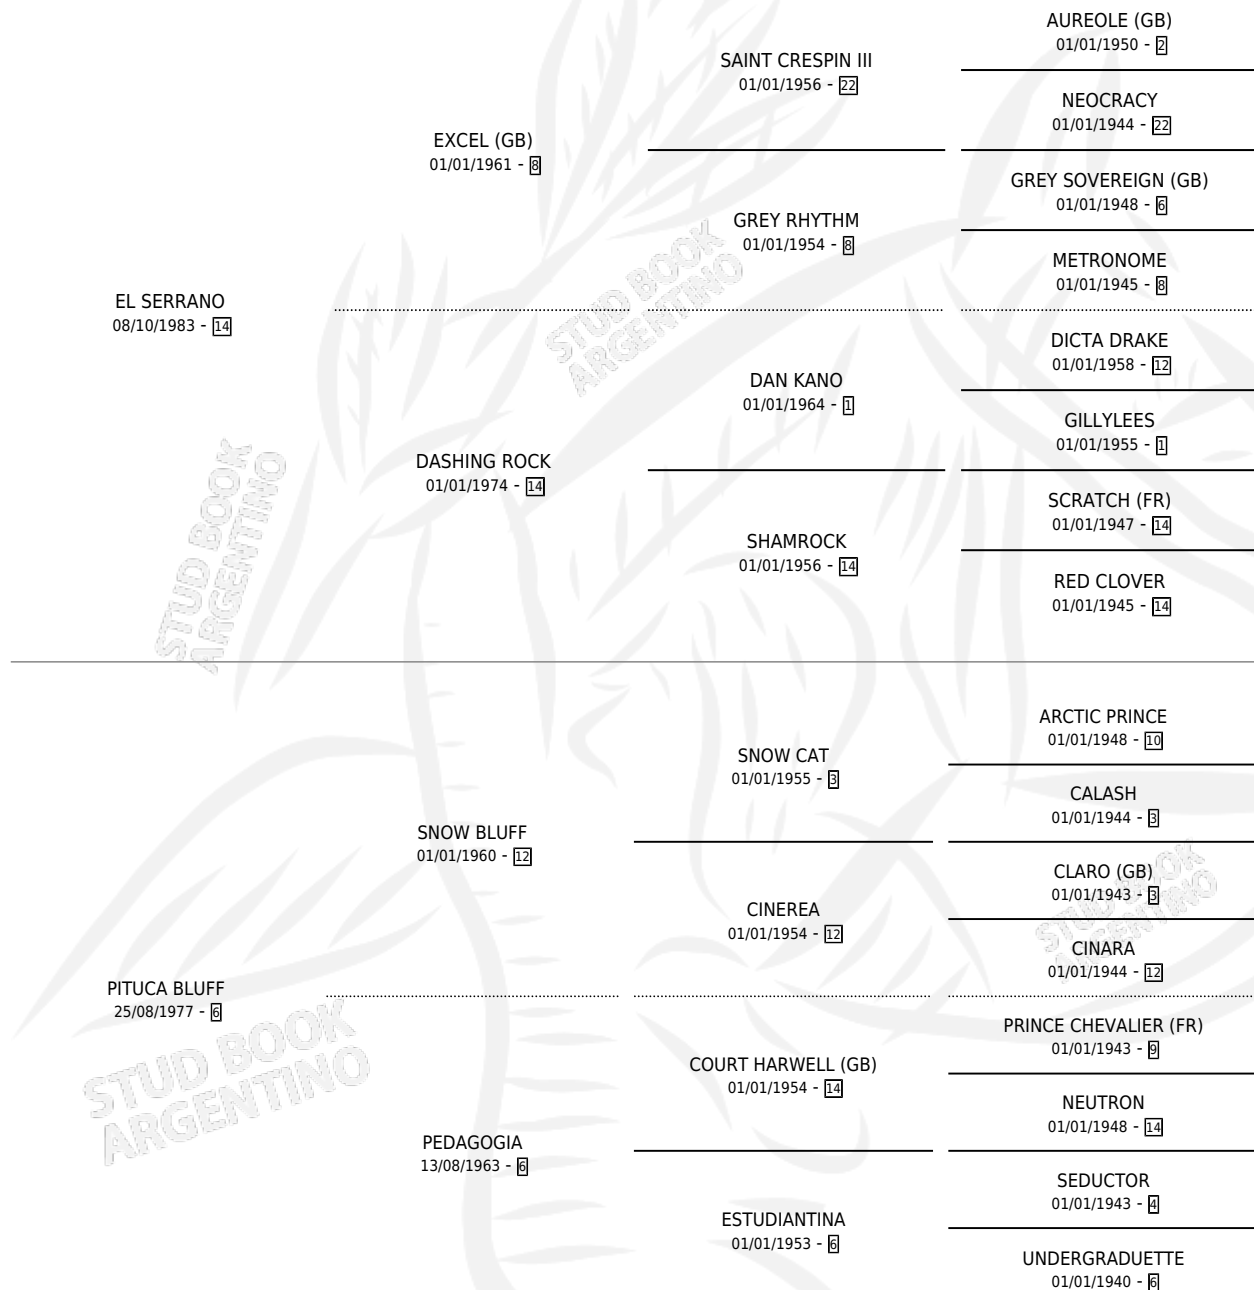 AUREOLE (GB)
01/01/1950 - 2
SAINT CRESPIN III
01/01/1956 - 22
NEOCRACY
01/01/1944 - 22
EXCEL (GB)
01/01/1961 - 8
GREY SOVEREIGN (GB)
01/01/1948 - 6
GREY RHYTHM
01/01/1954 - 8
METRONOME
01/01/1945 - 8
EL SERRANO
08/10/1983 - 14
DICTA DRAKE
01/01/1958 - 12
DAN KANO
01/01/1964 - 1
GILLYLEES
01/01/1955 - 1
DASHING ROCK
01/01/1974 - 14
SCRATCH (FR)
01/01/1947 - 14
SHAMROCK
01/01/1956 - 14
RED CLOVER
01/01/1945 - 14
STUD BOOK
ARGENTINO
STUD BOOK
ARGENTINO
ARCTIC PRINCE
01/01/1948 - 10
SNOW CAT
01/01/1955 - 3
CALASH
01/01/1944 - 3
SNOW BLUFF
01/01/1960 - 12
CLARO (GB)
01/01/1943 - 3
CINEREA
01/01/1954 - 12
CINARA
01/01/1944 - 12
PITUCA BLUFF
25/08/1977 - 6
PRINCE CHEVALIER (FR)
01/01/1943 - 9
COURT HARWELL (GB)
01/01/1954 - 14
NEUTRON
01/01/1948 - 14
PEDAGOGIA
13/08/1963 - 6
SEDUCTOR
01/01/1943 - 4
ESTUDIANTINA
01/01/1953 - 6
UNDERGRADUETTE
01/01/1940 - 6
STUD BOOK
ARGENTINO
STUD BOOK
ARGENTINO